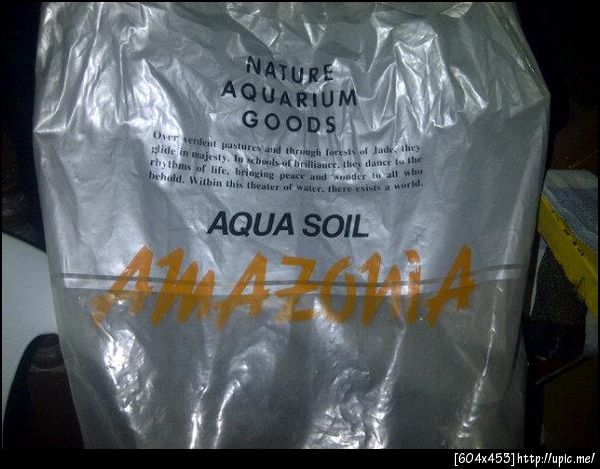 NATURE
AQUARIUM
GOODS
Over verdent pastures and through forests of Jade, they
glide in majesty. In schools of brilliance, they dance to the
rhythms of life, bringing peace and wonder to all who
behold. Within this theater of water, there exists a world.
AQUA SOIL
AMAZONiA
[604x453]http://upic.me/